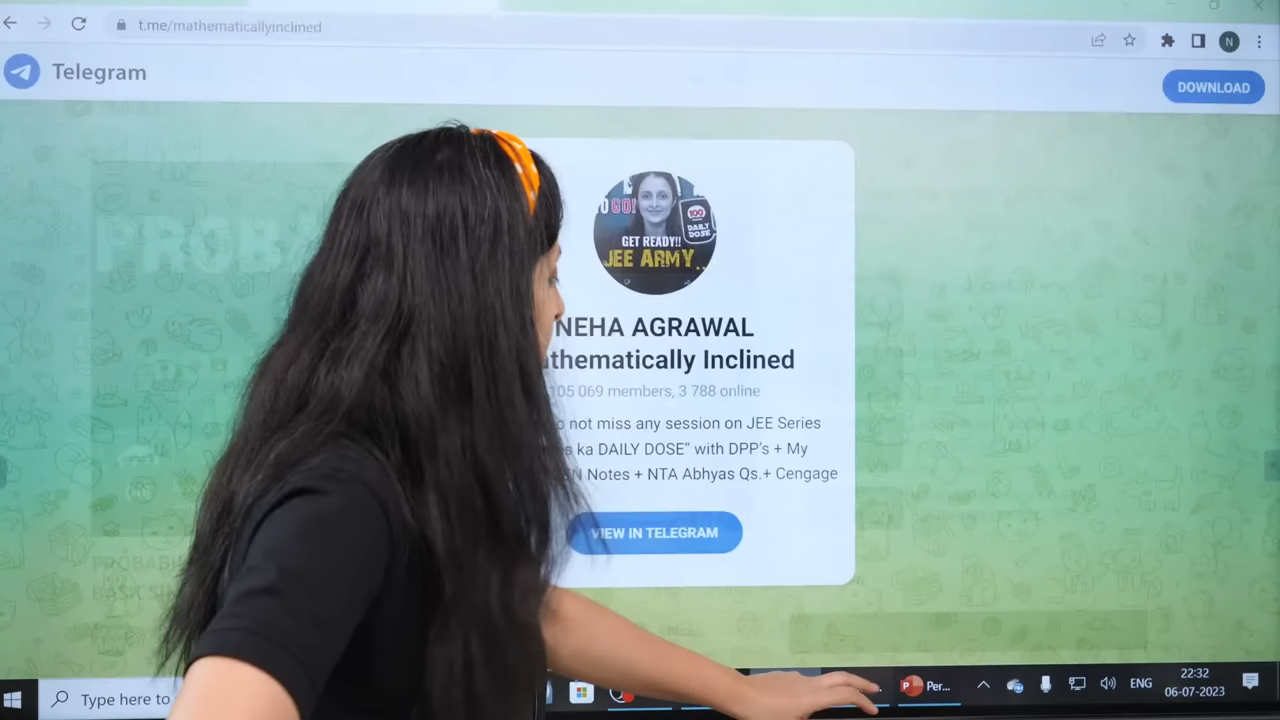 t.me/mathematicallyinclined
N
Telegram
DOWNLOAD
GO!
100
DAILY
DOSE
GET READY!!
JEE ARMY..
NEHA AGRAWAL
Inclined
105 069 members, 3 788 online
not miss any session on JEE Series
ka DAILY DOSE" with DPP's + My
Notes + NTA Abhyas Qs.+ Cengage
VIEW IN TELEGRAM
Type here to
Per...
ENG
22:32
06-07-2023